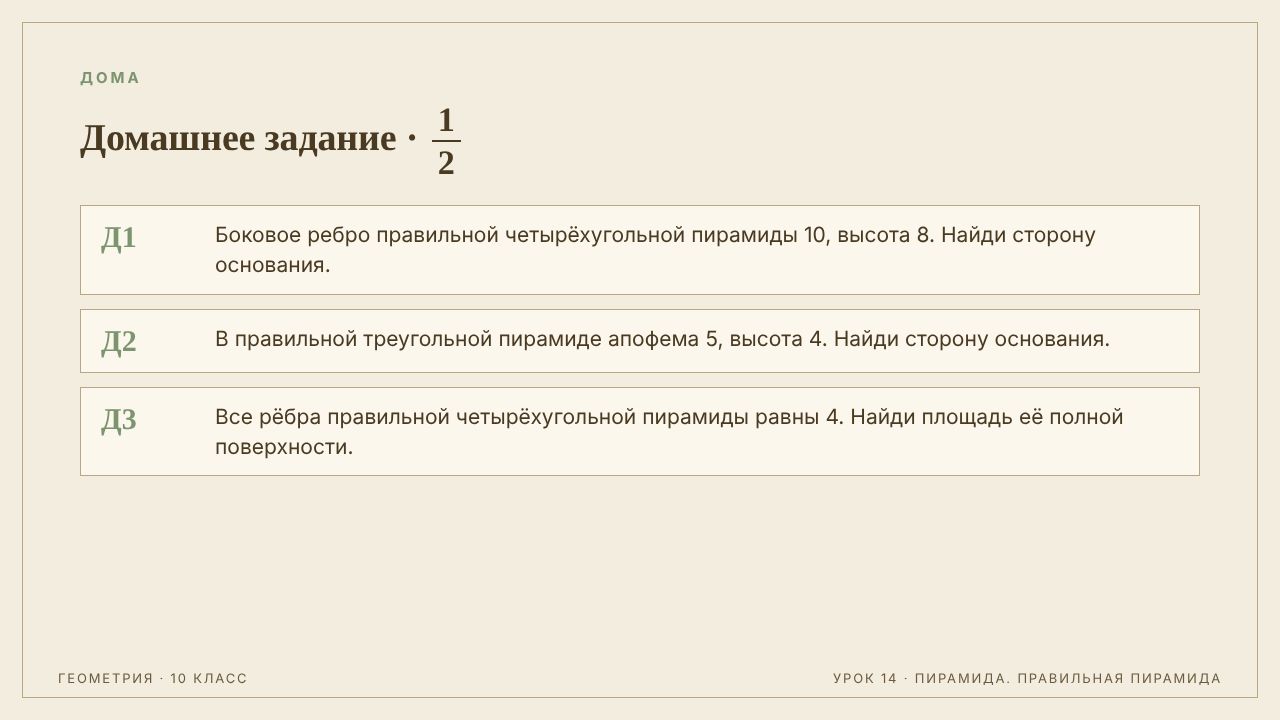 ДОМА
Домашнее задание · 1/2
Д1
Боковое ребро правильной четырёхугольной пирамиды 10, высота 8. Найди сторону
основания.
Д2
В правильной треугольной пирамиде апофема 5, высота 4. Найди сторону основания.
Д3
Все рёбра правильной четырёхугольной пирамиды равны 4. Найди площадь её полной
поверхности.
ГЕОМЕТРИЯ · 10 КЛАСС
УРОК 14 · ПИРАМИДА. ПРАВИЛЬНАЯ ПИРАМИДА